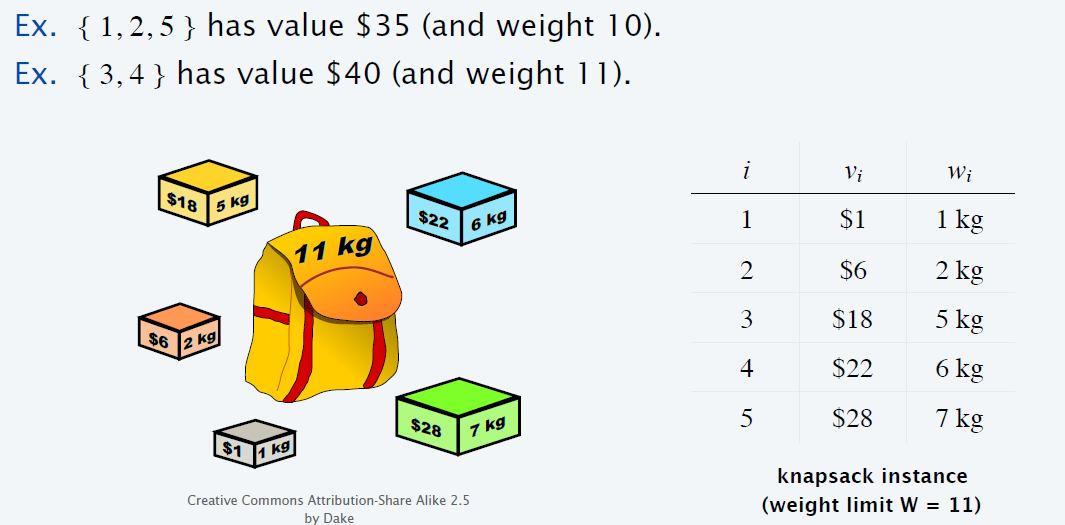 Ex. { 1, 2, 5 } has value $35 (and weight 10).
Ex. { 3, 4 } has value $40 (and weight 11).
$18 5 kg
$22 6 kg
11 kg
$6 2 kg
$28 7 kg
$1 1 kg
Creative Commons Attribution-Share Alike 2.5
by Dake
i vi wi
1 $1 1 kg
2 $6 2 kg
3 $18 5 kg
4 $22 6 kg
5 $28 7 kg
knapsack instance
(weight limit W = 11)